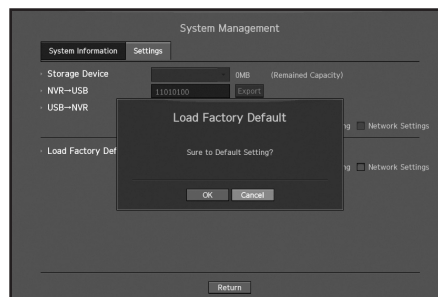 System Management
System Information Settings
Storage Device 0MB (Remained Capacity)
NVR→USB 11010100 Export
USB→NVR
Load Factory Default
Network Settings
Load Factory Def
Sure to Default Setting?
Network Settings
OK Cancel
Return